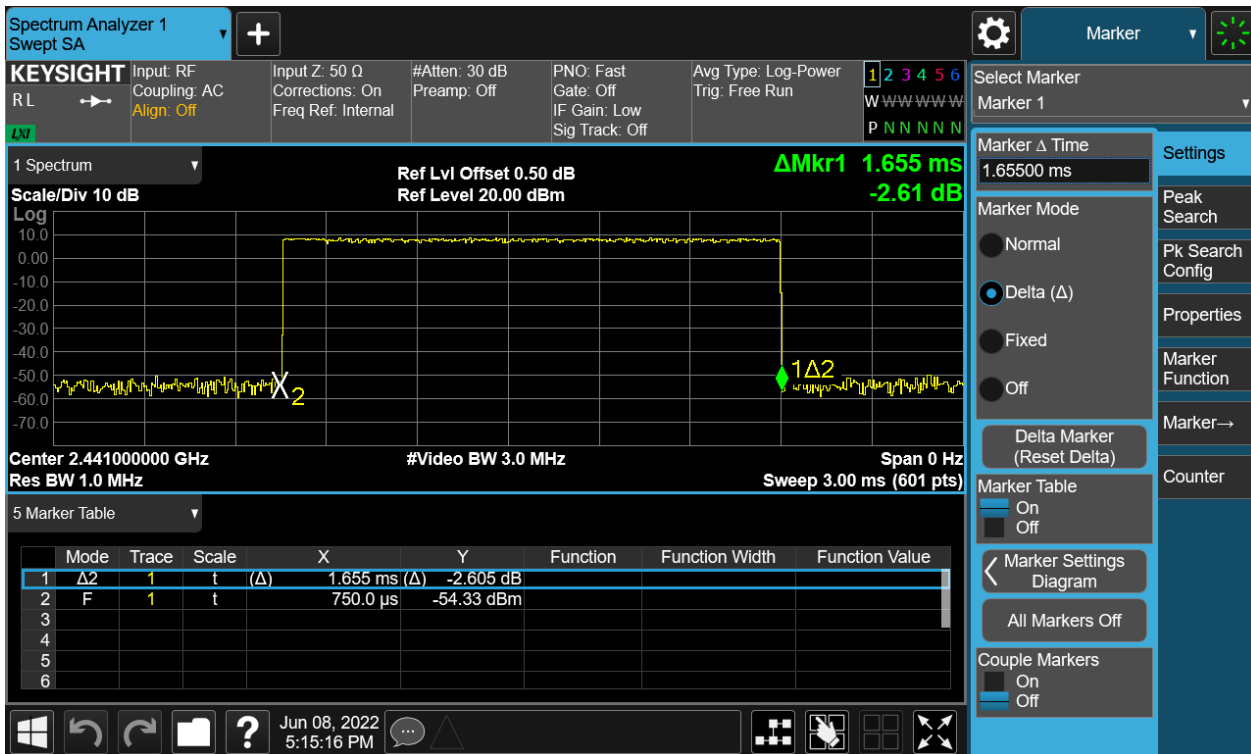 Spectrum Analyzer 1
Swept SA
+
Marker
KEYSIGHT
RL
LXI
Input: RF
Coupling: AC
Align: Off
Input Z: 50 Ω
Corrections: On
Freq Ref: Internal
#Atten: 30 dB
Preamp: Off
PNO: Fast
Gate: Off
IF Gain: Low
Sig Track: Off
Avg Type: Log-Power
Trig: Free Run
1 2 3 4 5 6
W W W W W W
P N N N N N
Select Marker
Marker 1
1 Spectrum
Scale/Div 10 dB
Ref Lvl Offset 0.50 dB
Ref Level 20.00 dBm
ΔMkr1 1.655 ms
-2.61 dB
Log
10.0
0.00
-10.0
-20.0
-30.0
-40.0
-50.0
-60.0
-70.0
X2
1Δ2
Center 2.441000000 GHz
#Video BW 3.0 MHz
Span 0 Hz
Res BW 1.0 MHz
Sweep 3.00 ms (601 pts)
5 Marker Table
Mode Trace Scale X Y Function Function Width Function Value
1 Δ2 1 t (Δ) 1.655 ms (Δ) -2.605 dB
2 F 1 t 750.0 µs -54.33 dBm
3
4
5
6
Marker Δ Time
1.65500 ms
Marker Mode
Normal
Delta (Δ)
Fixed
Off
Delta Marker
(Reset Delta)
Marker Table
On
Off
Marker Settings
Diagram
All Markers Off
Couple Markers
On
Off
Settings
Peak
Search
Pk Search
Config
Properties
Marker
Function
Marker→
Counter
?
Jun 08, 2022
5:15:16 PM